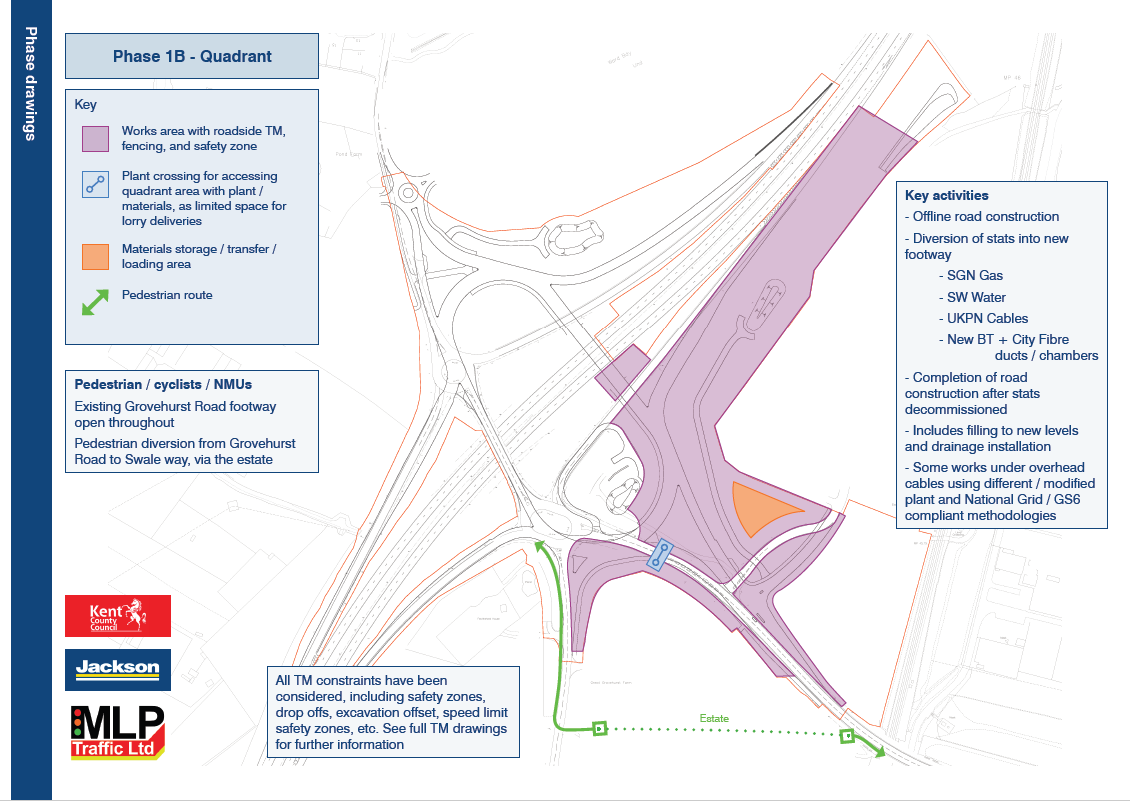 Phase drawings
Phase 1B - Quadrant
Key
Works area with roadside TM,
fencing, and safety zone
Plant crossing for accessing
quadrant area with plant /
materials, as limited space for
lorry deliveries
Materials storage / transfer /
loading area
Pedestrian route
Pedestrian / cyclists / NMUs
Existing Grovehurst Road footway
open throughout
Pedestrian diversion from Grovehurst
Road to Swale way, via the estate
Key activities
- Offline road construction
- Diversion of stats into new
footway
- SGN Gas
- SW Water
- UKPN Cables
- New BT + City Fibre
ducts / chambers
- Completion of road
construction after stats
decommissioned
- Includes filling to new levels
and drainage installation
- Some works under overhead
cables using different / modified
plant and National Grid / GS6
compliant methodologies
Kent
County
Council
Jackson
MLP
Traffic Ltd
All TM constraints have been
considered, including safety zones,
drop offs, excavation offset, speed limit
safety zones, etc. See full TM drawings
for further information
Estate